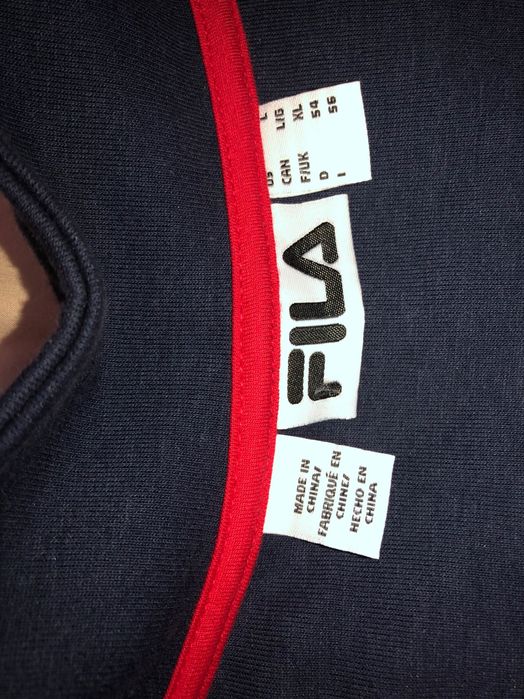 US L
CAN L/G
F/UK XL
D 54
I 56
FILA
MADE IN
CHINA/
FABRIQUÉ EN
CHINE/
HECHO EN
CHINA